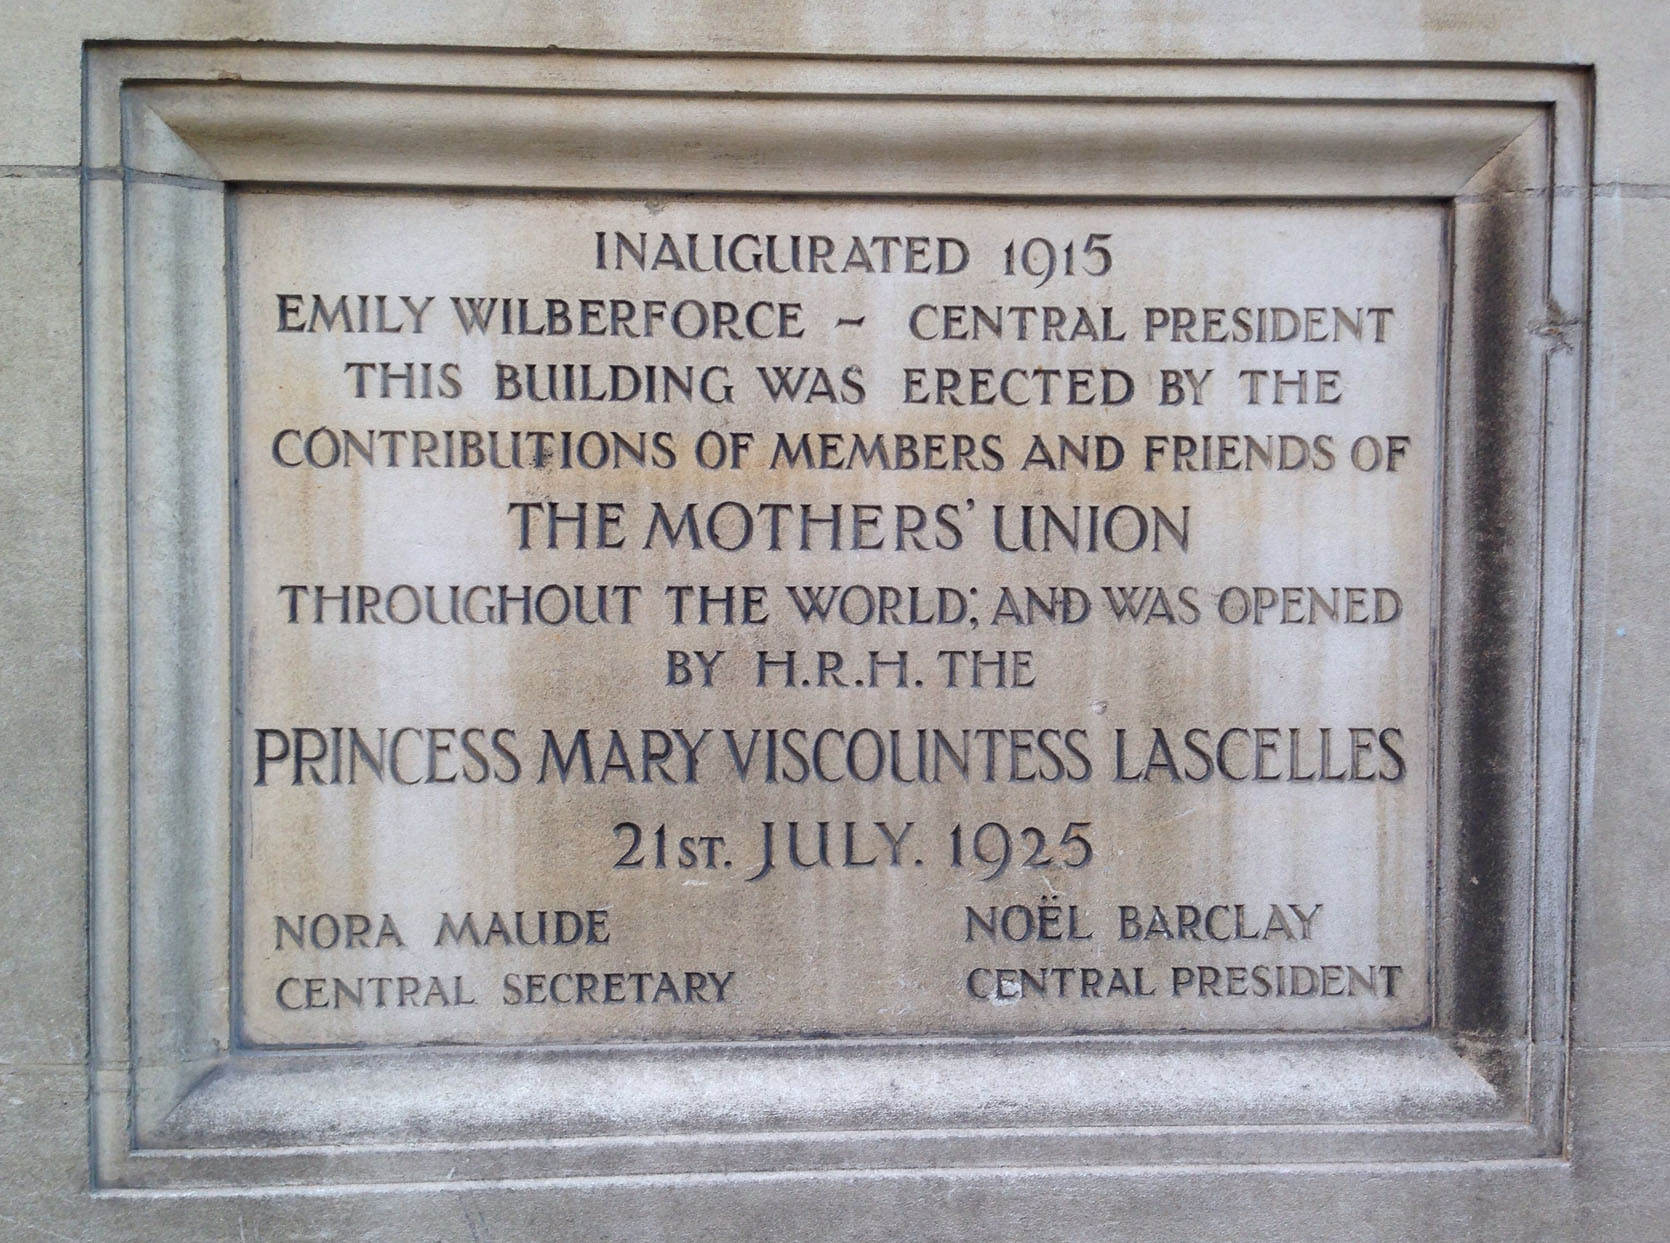 INAUGURATED 1915
EMILY WILBERFORCE - CENTRAL PRESIDENT
THIS BUILDING WAS ERECTED BY THE
CONTRIBUTIONS OF MEMBERS AND FRIENDS OF
THE MOTHERS' UNION
THROUGHOUT THE WORLD; AND WAS OPENED
BY H.R.H. THE
PRINCESS MARY VISCOUNTESS LASCELLES
21ST. JULY. 1925
NORA MAUDE NOËL BARCLAY
CENTRAL SECRETARY CENTRAL PRESIDENT